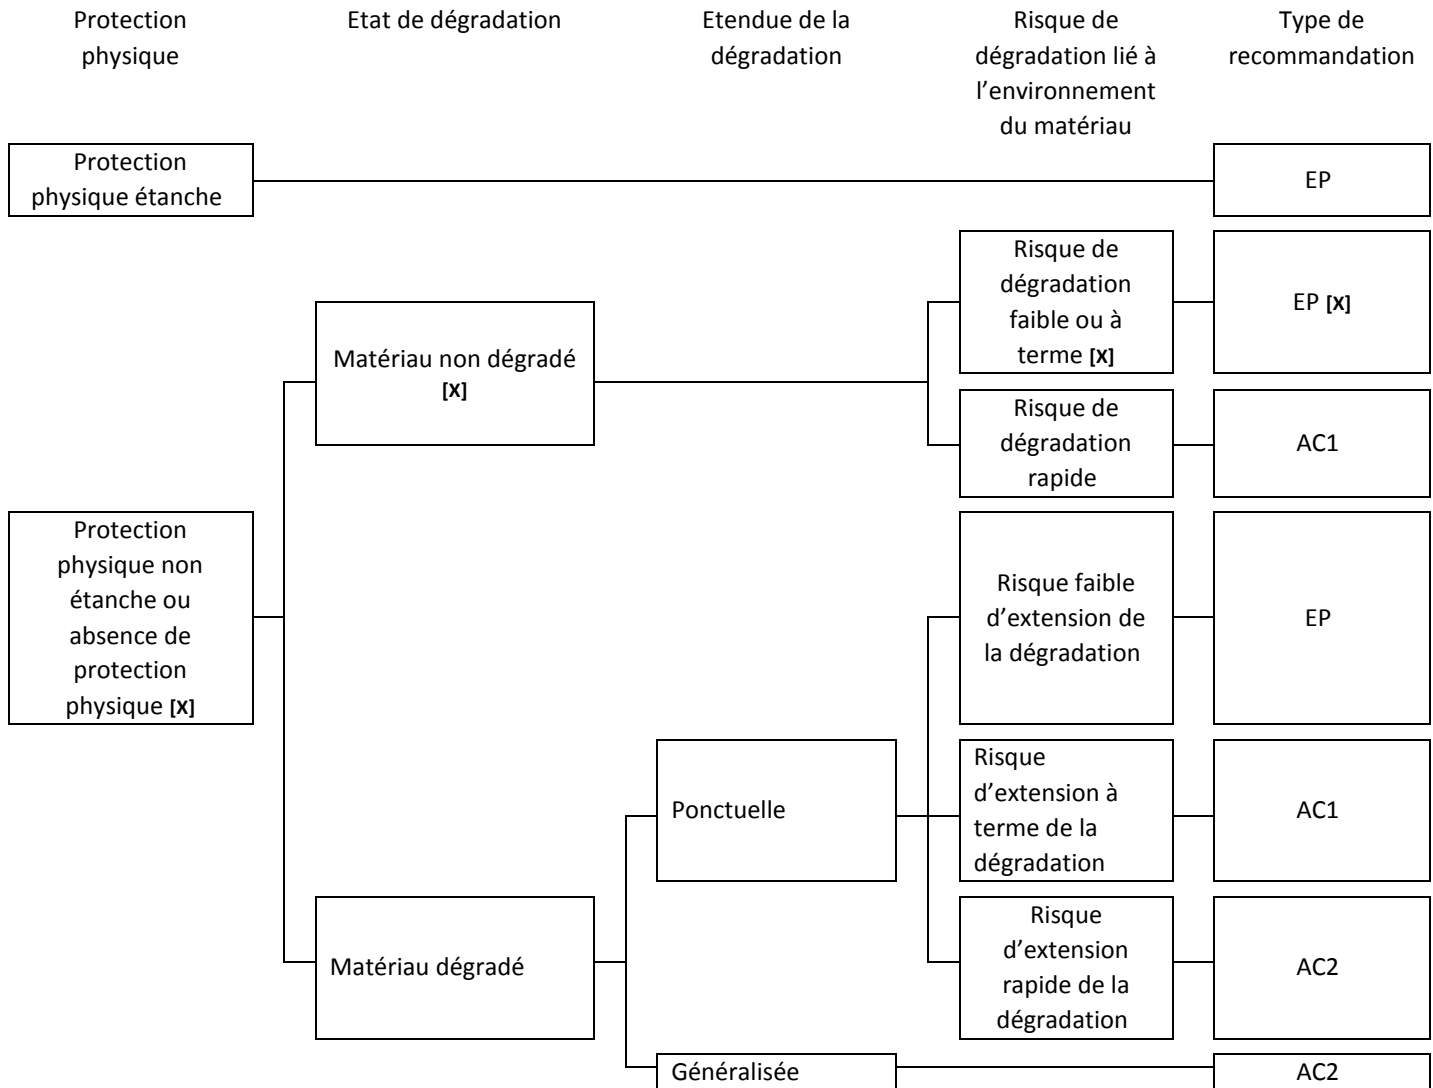 Protection
physique
Etat de dégradation
Etendue de la
dégradation
Risque de
dégradation lié à
l’environnement
du matériau
Type de
recommandation
Protection
physique étanche
EP
Risque de
dégradation
faible ou à
terme [X]
EP [X]
Matériau non dégradé
[X]
Risque de
dégradation
rapide
AC1
Protection
physique non
étanche ou
absence de
protection
physique [X]
Risque faible
d’extension de
la dégradation
EP
Ponctuelle
Risque
d’extension à
terme de la
dégradation
AC1
Matériau dégradé
Risque
d’extension
rapide de la
dégradation
AC2
Généralisée
AC2